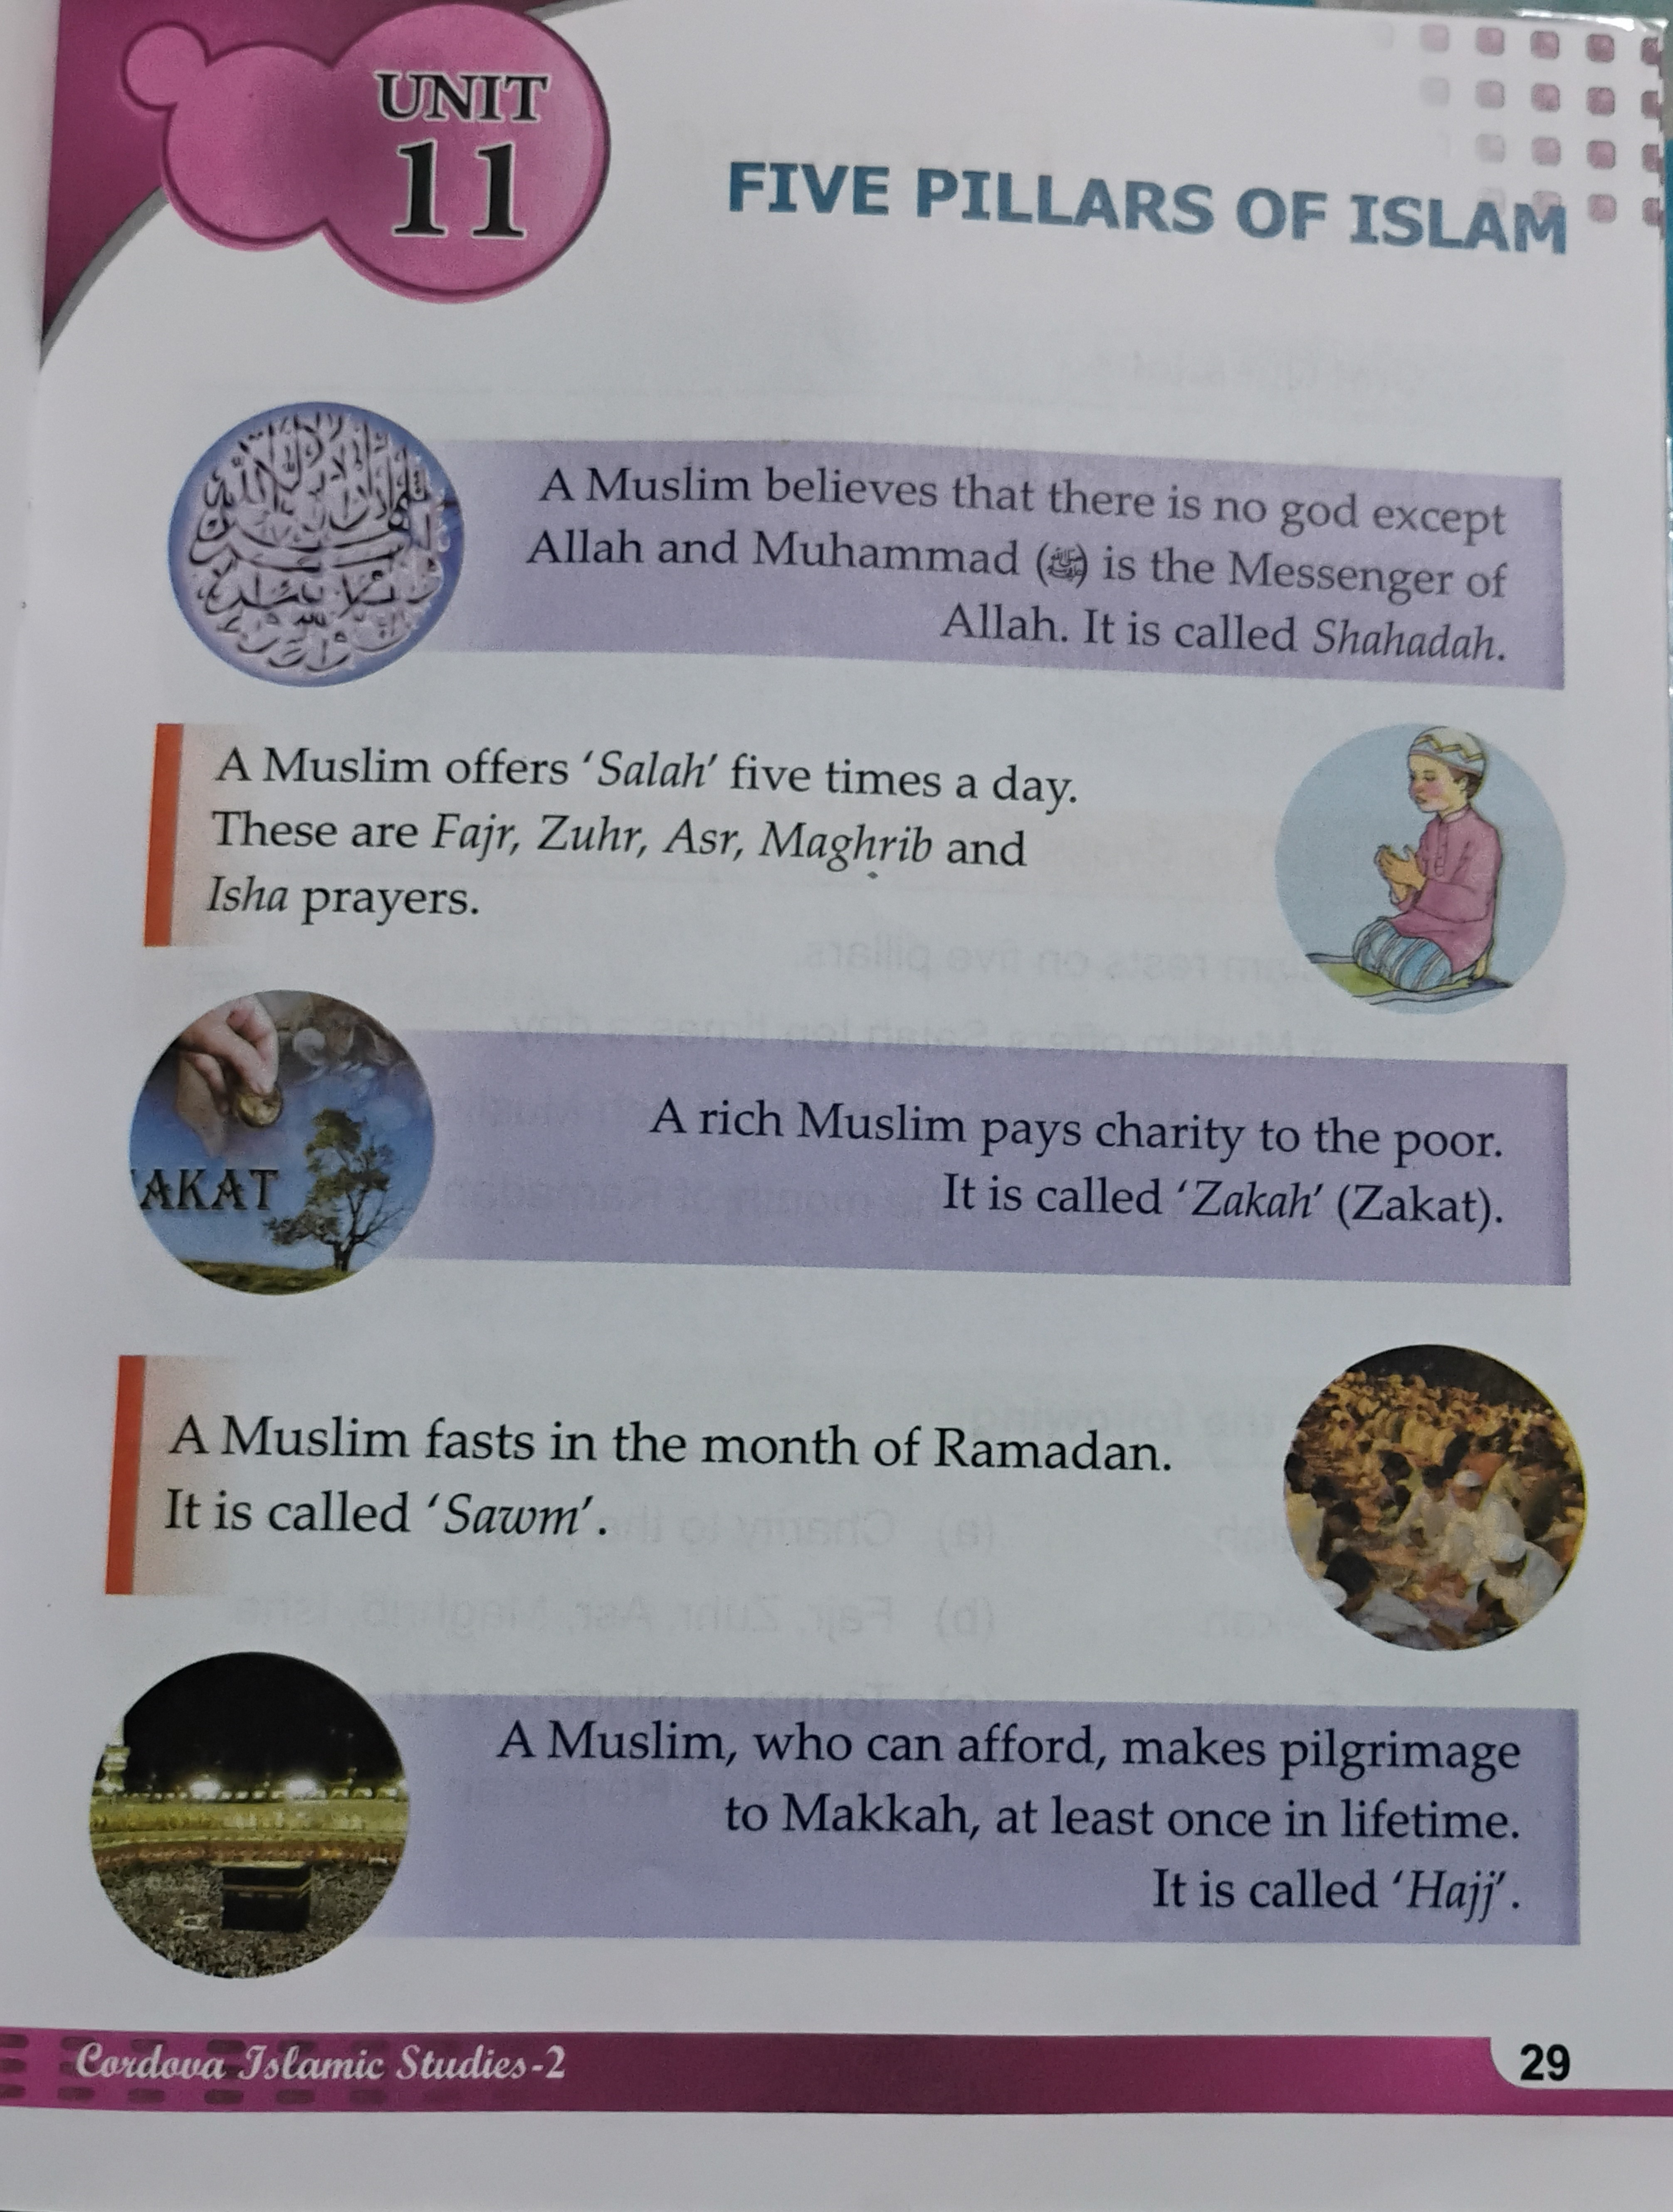 UNIT
11
FIVE PILLARS OF ISLAM
A Muslim believes that there is no god except
Allah and Muhammad (ﷺ) is the Messenger of
Allah. It is called Shahadah.
A Muslim offers ‘Salah’ five times a day.
These are Fajr, Zuhr, Asr, Maghrib and
Isha prayers.
AKAT
A rich Muslim pays charity to the poor.
It is called ‘Zakah’ (Zakat).
A Muslim fasts in the month of Ramadan.
It is called ‘Sawm’.
A Muslim, who can afford, makes pilgrimage
to Makkah, at least once in lifetime.
It is called ‘Hajj’.
Cordova Islamic Studies-2
29